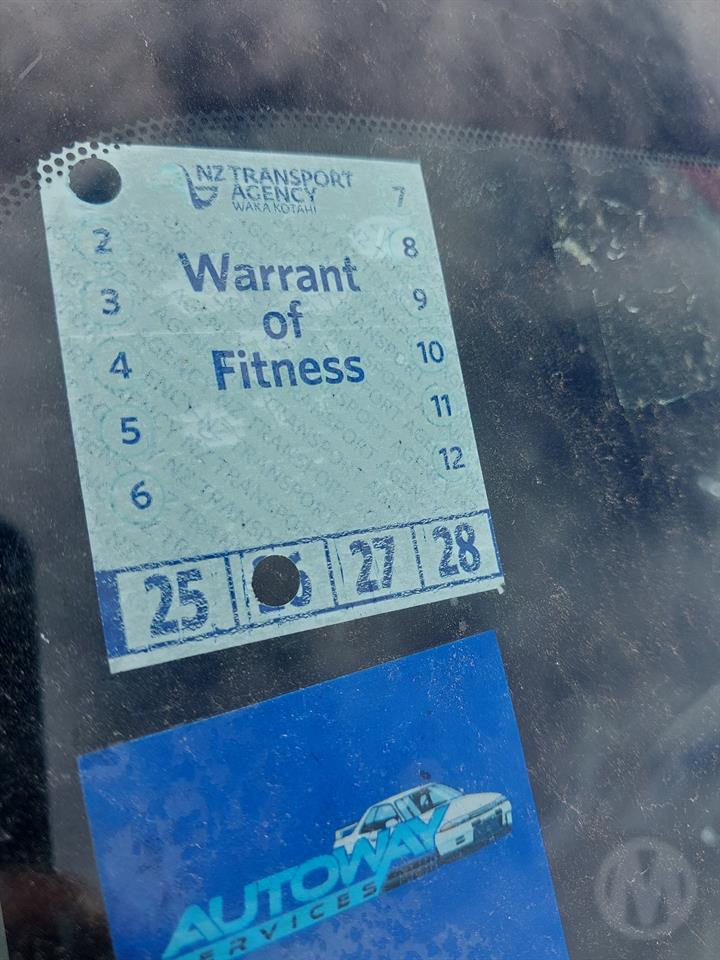 NZ TRANSPORT
AGENCY
WAKA KOTAHI
7
2
8
3
9
4
10
5
11
6
12
Warrant
of
Fitness
25
27
28
AUTOWAY
SERVICES
M